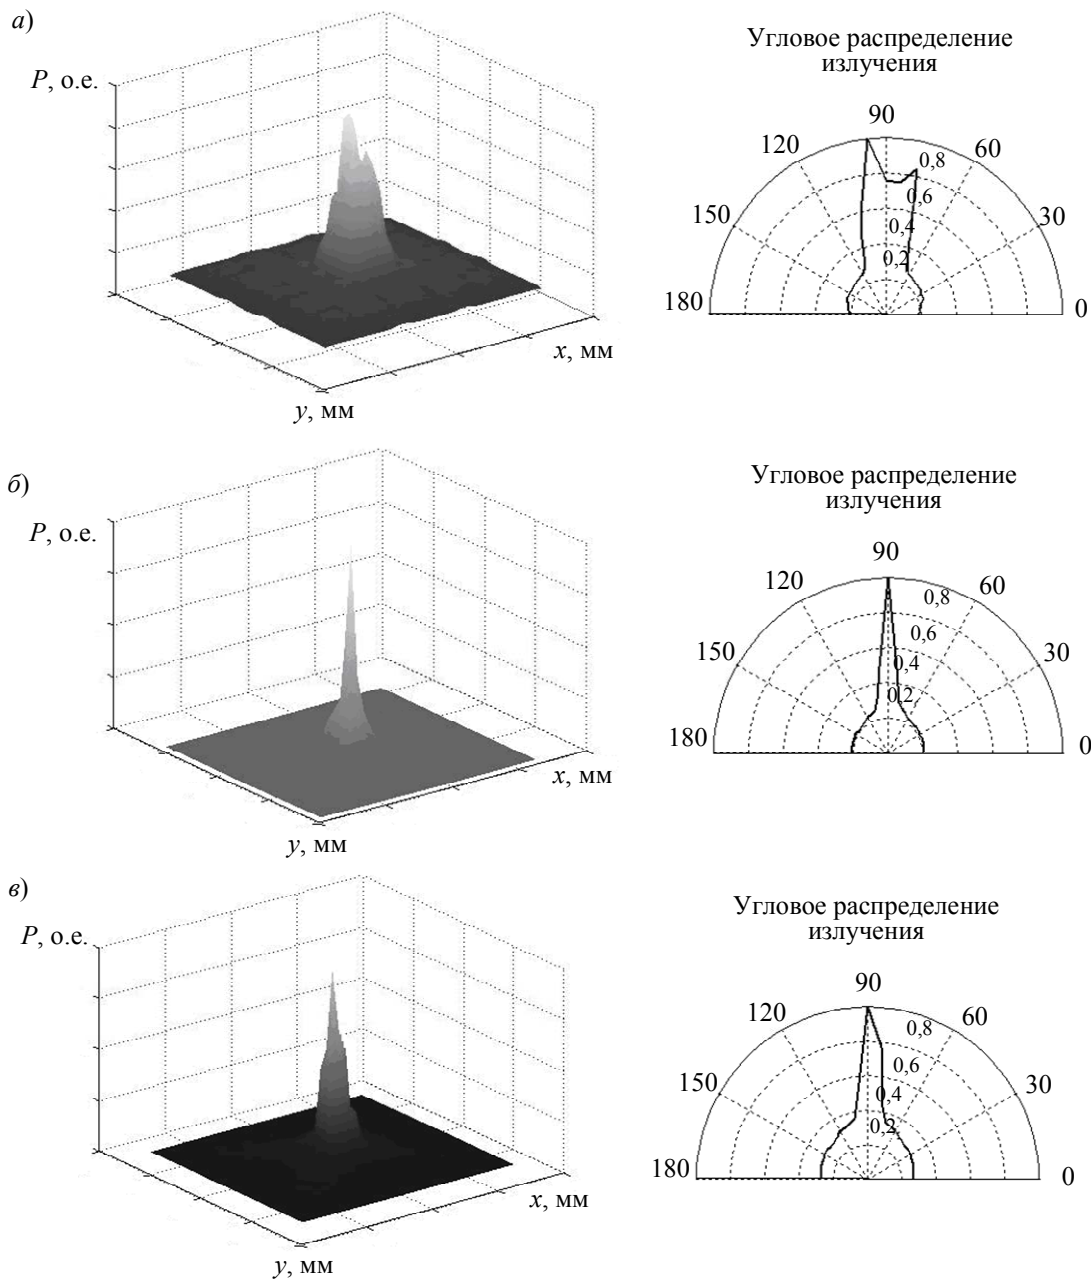 а)
P, о.е.
x, мм
y, мм
Угловое распределение
излучения
90
120
60
0,8
0,6
150
30
0,4
0,2
180
0
б)
P, о.е.
x, мм
y, мм
Угловое распределение
излучения
90
120
60
0,8
0,6
150
30
0,4
0,2
180
0
в)
P, о.е.
x, мм
y, мм
Угловое распределение
излучения
90
120
60
0,8
0,6
150
30
0,4
0,2
180
0